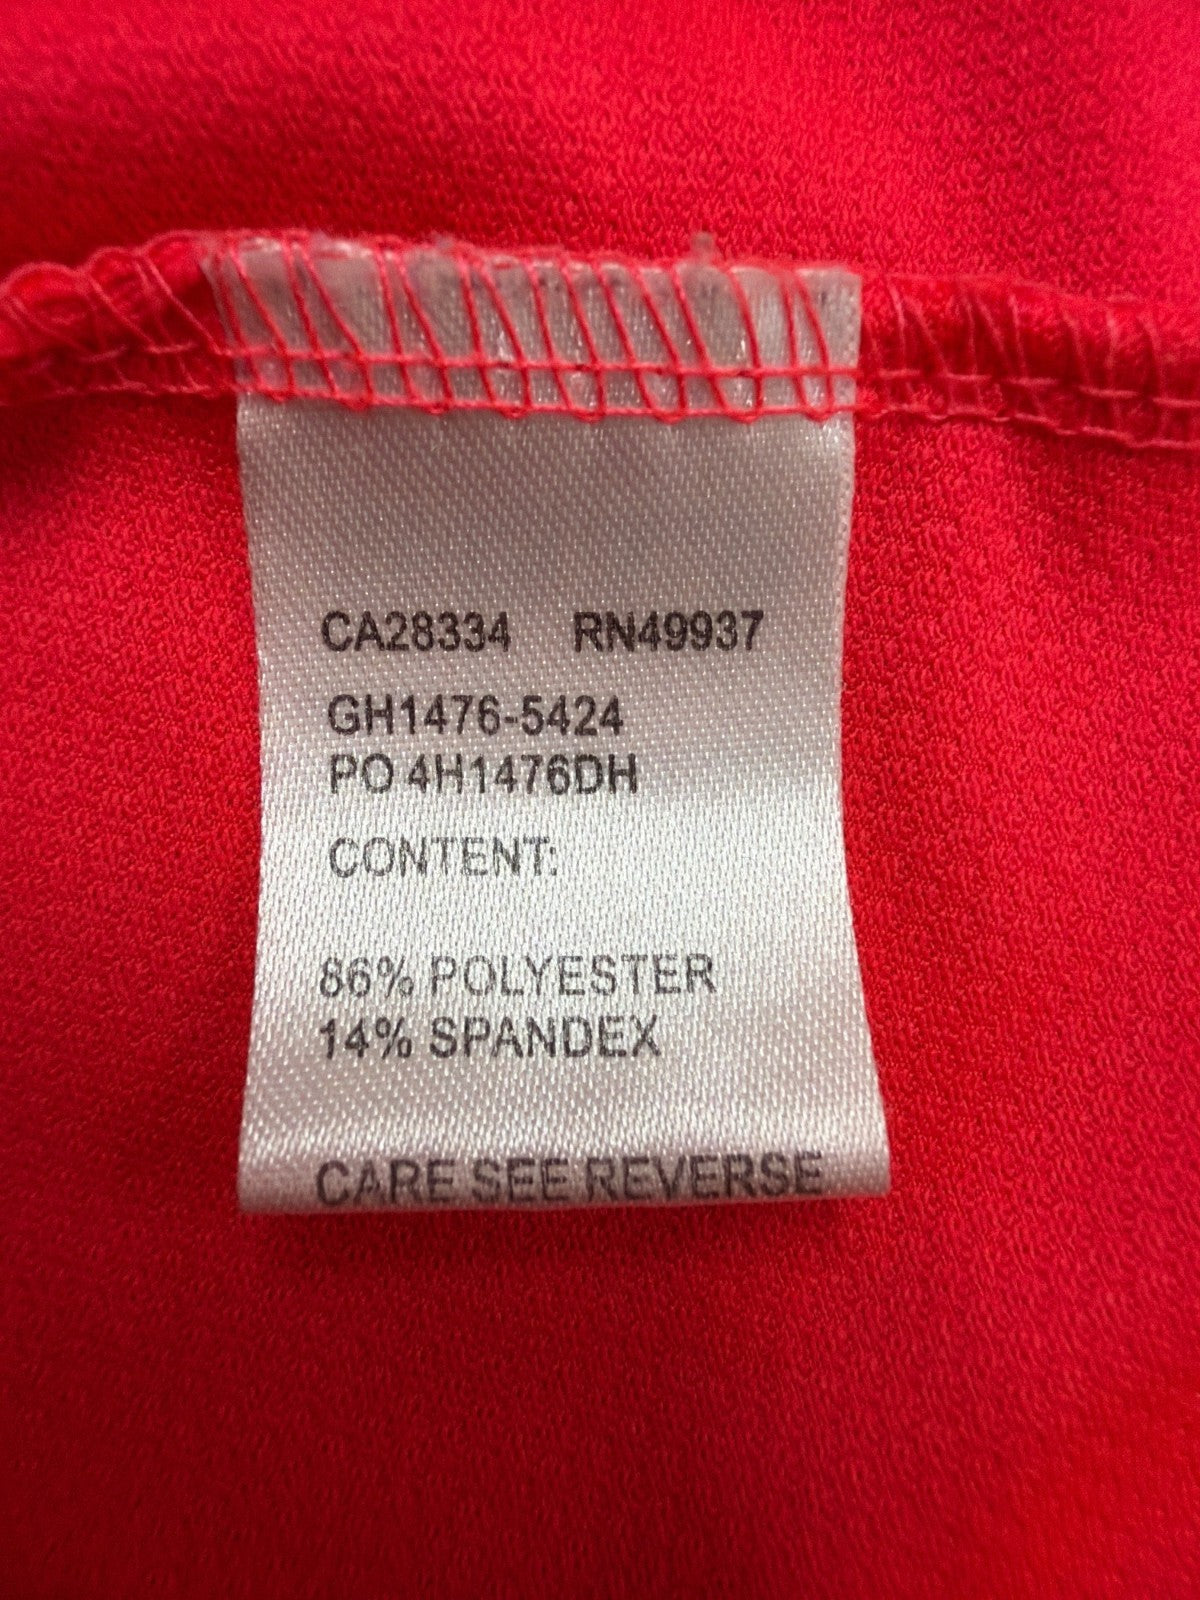 CA28334 RN49937
GH1476-5424
PO 4H1476DH
CONTENT:
86% POLYESTER
14% SPANDEX
CARE SEE REVERSE